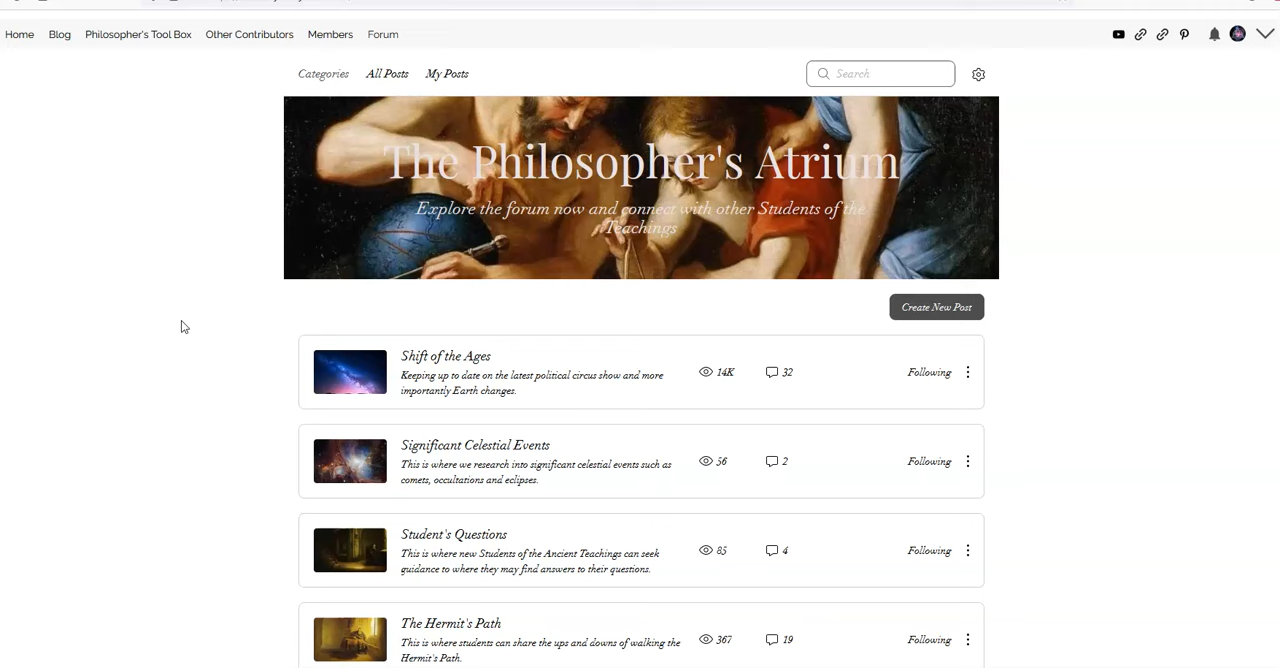 Home Blog Philosopher's Tool Box Other Contributors Members Forum
Categories All Posts My Posts Search
The Philosopher's Atrium
Explore the forum now and connect with other Students of the
Teachings
Create New Post
Shift of the Ages
Keeping up to date on the latest political circus show and more
importantly Earth changes.
14K 32 Following
Significant Celestial Events
This is where we research into significant celestial events such as
comets, occultations and eclipses.
56 2 Following
Student's Questions
This is where new Students of the Ancient Teachings can seek
guidance to where they may find answers to their questions.
85 4 Following
The Hermit's Path
This is where students can share the ups and downs of walking the
Hermit's Path.
367 19 Following